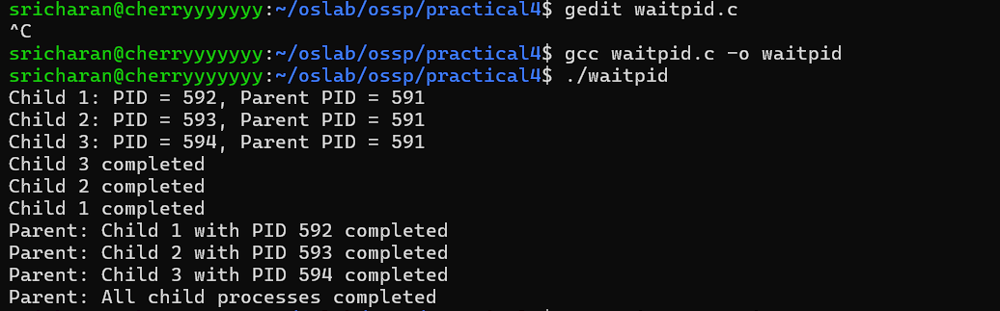 sricharan@cherryyyyyyy:~/oslab/ossp/practical4$ gedit waitpid.c
^C
sricharan@cherryyyyyyy:~/oslab/ossp/practical4$ gcc waitpid.c -o waitpid
sricharan@cherryyyyyyy:~/oslab/ossp/practical4$ ./waitpid
Child 1: PID = 592, Parent PID = 591
Child 2: PID = 593, Parent PID = 591
Child 3: PID = 594, Parent PID = 591
Child 3 completed
Child 2 completed
Child 1 completed
Parent: Child 1 with PID 592 completed
Parent: Child 2 with PID 593 completed
Parent: Child 3 with PID 594 completed
Parent: All child processes completed